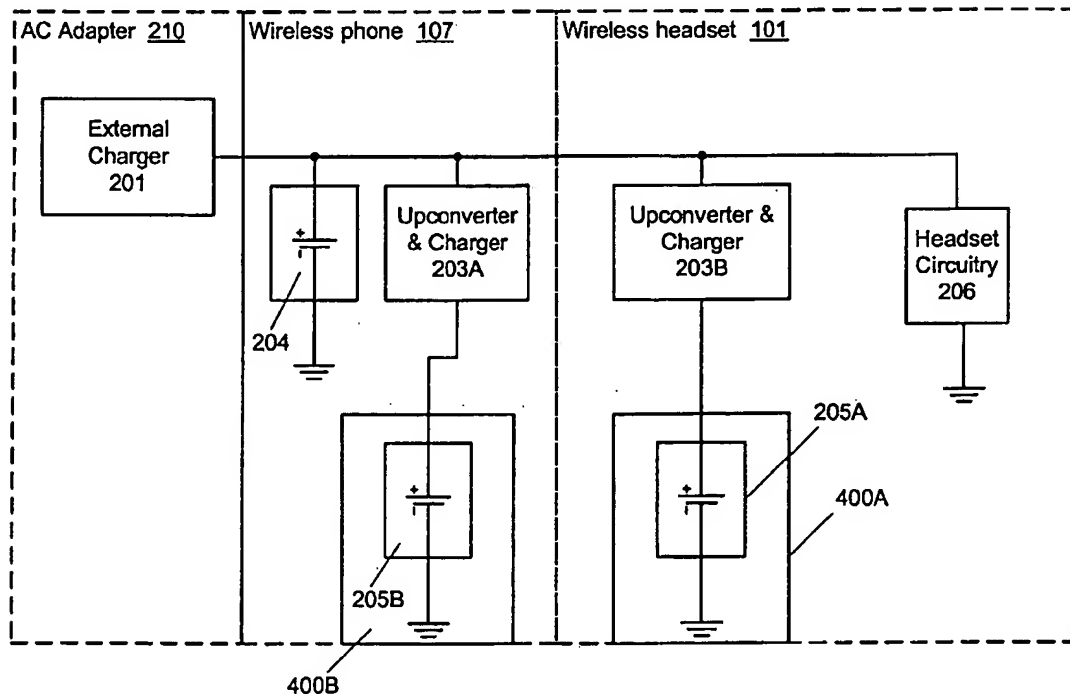 AC Adapter 210
Wireless phone 107
Wireless headset 101
External
Charger
201
Upconverter
& Charger
203A
Upconverter &
Charger
203B
Headset
Circuitry
206
+
-
204
+
-
205B
400B
+
-
205A
400A